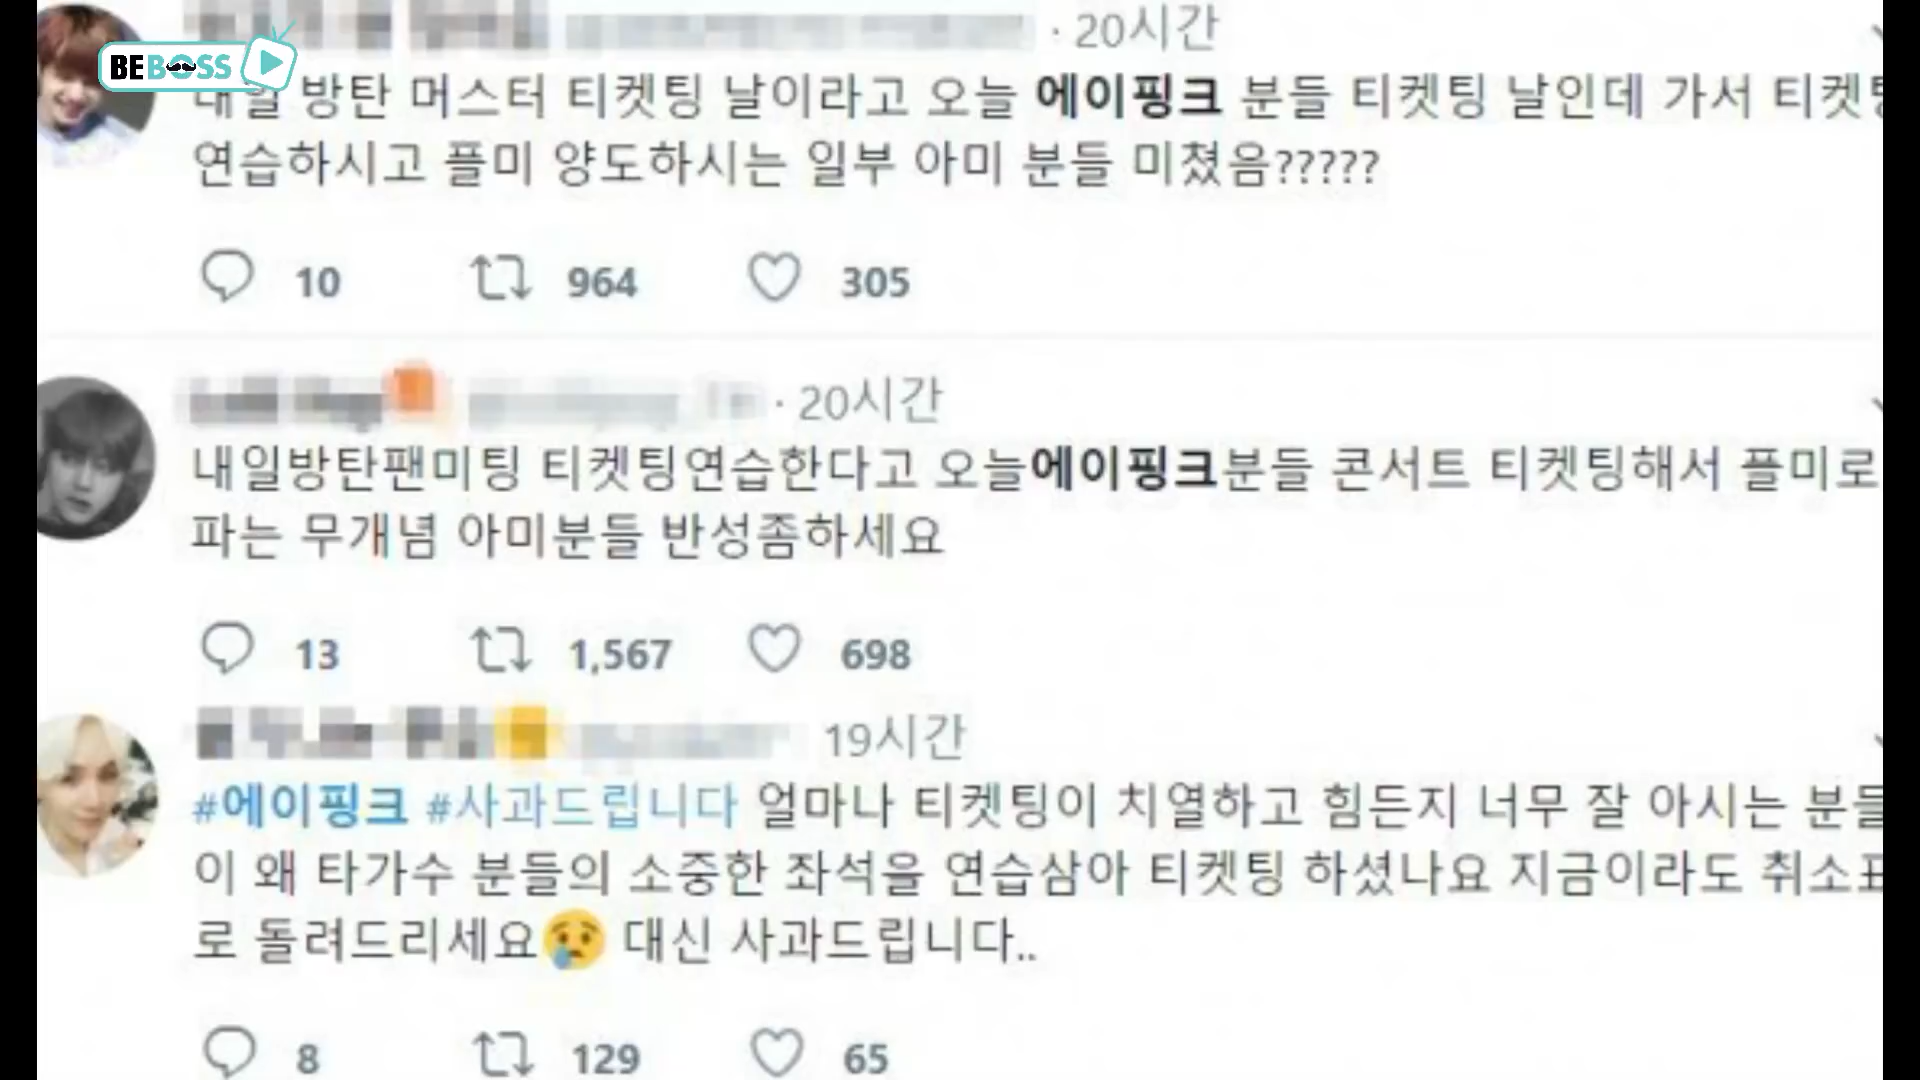 BEBOSS
· 20시간
내일 방탄 머스터 티켓팅 날이라고 오늘 에이핑크 분들 티켓팅 날인데 가서 티켓팅
연습하시고 플미 양도하시는 일부 아미 분들 미쳤음?????
10 964 305
· 20시간
내일방탄팬미팅 티켓팅연습한다고 오늘에이핑크분들 콘서트 티켓팅해서 플미로
파는 무개념 아미분들 반성좀하세요
13 1,567 698
19시간
#에이핑크 #사과드립니다 얼마나 티켓팅이 치열하고 힘든지 너무 잘 아시는 분들
이 왜 타가수 분들의 소중한 좌석을 연습삼아 티켓팅 하셨나요 지금이라도 취소표
로 돌려드리세요😢 대신 사과드립니다..
8 129 65